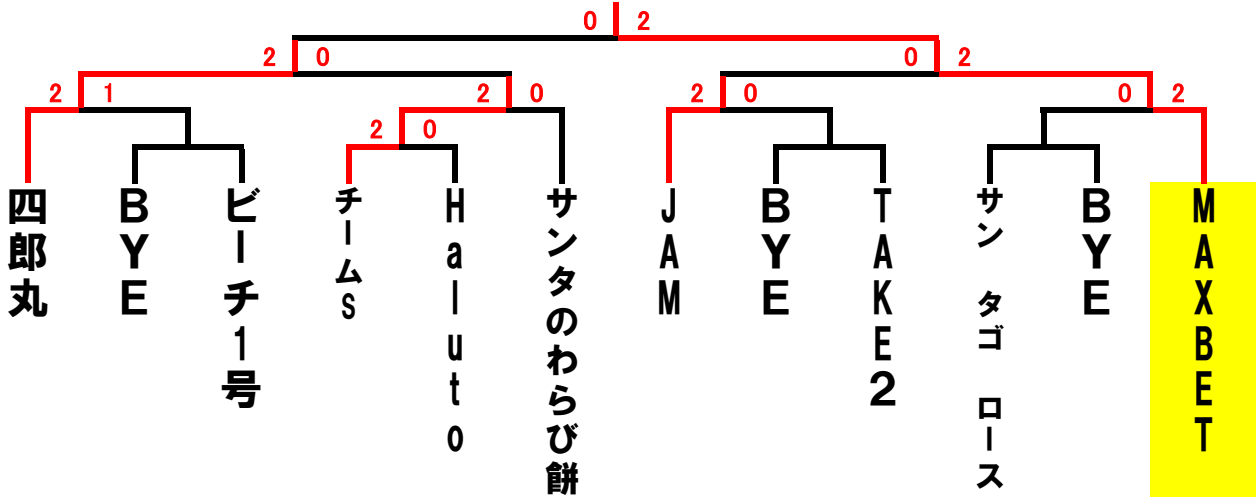 0 2
2 0 0 2
2 1 2 0 2 0 0 2
2 0
四郎丸
BYE
ビーチ1号
チームS
Haluto
サンタのわらび餅
JAM
BYE
TAKE2
サン タゴ ロース
BYE
MAXBET